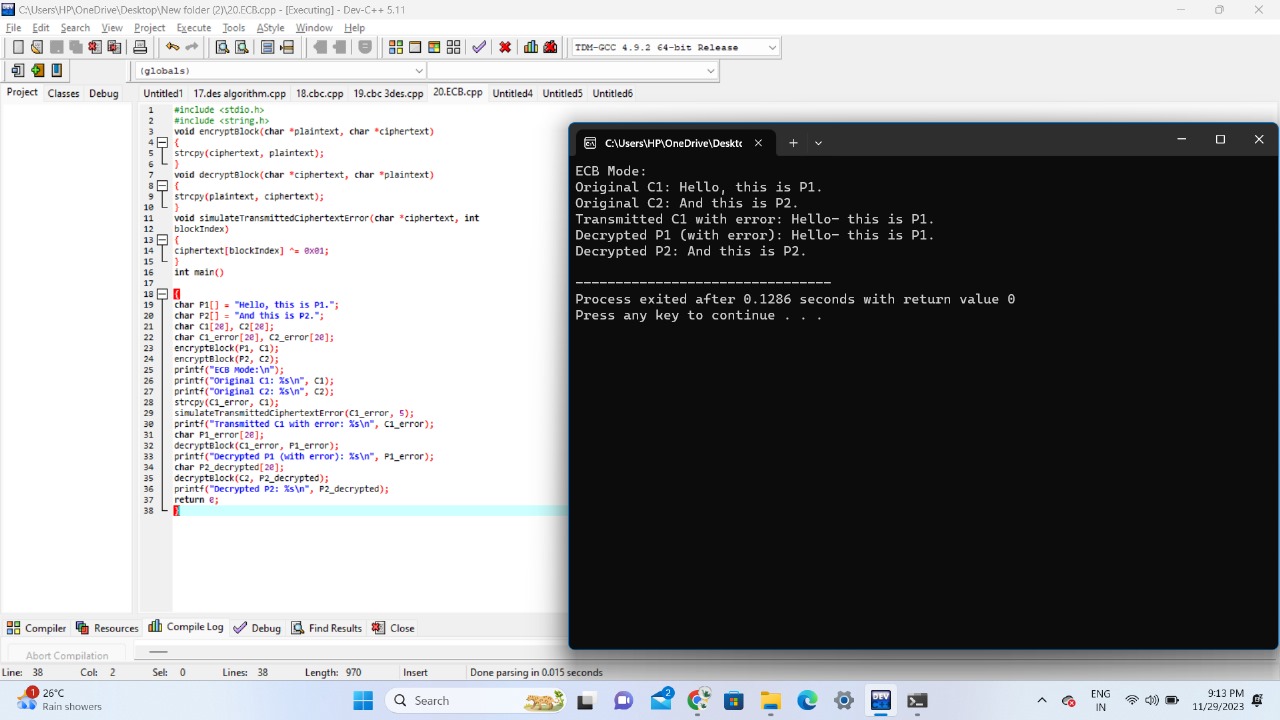 C:\Users\HP\OneDrive\Desktop\New folder (2)\20.ECB.cpp - [Executing] - Dev-C++ 5.11
File Edit Search View Project Execute Tools AStyle Window Help
TDM-GCC 4.9.2 64-bit Release
(globals)
Project Classes Debug
Untitled1 17.des algorithm.cpp 18.cbc.cpp 19.cbc 3des.cpp 20.ECB.cpp Untitled4 Untitled5 Untitled6
1 #include <stdio.h>
2 #include <string.h>
3 void encryptBlock(char *plaintext, char *ciphertext)
4 {
5 strcpy(ciphertext, plaintext);
6 }
7 void decryptBlock(char *ciphertext, char *plaintext)
8 {
9 strcpy(plaintext, ciphertext);
10 }
11 void simulateTransmittedCiphertextError(char *ciphertext, int
12 blockIndex)
13 {
14 ciphertext[blockIndex] ^= 0x01;
15 }
16 int main()
17
18 {
19 char P1[] = "Hello, this is P1.";
20 char P2[] = "And this is P2.";
21 char C1[20], C2[20];
22 char C1_error[20], C2_error[20];
23 encryptBlock(P1, C1);
24 encryptBlock(P2, C2);
25 printf("ECB Mode:\n");
26 printf("Original C1: %s\n", C1);
27 printf("Original C2: %s\n", C2);
28 strcpy(C1_error, C1);
29 simulateTransmittedCiphertextError(C1_error, 5);
30 printf("Transmitted C1 with error: %s\n", C1_error);
31 char P1_error[20];
32 decryptBlock(C1_error, P1_error);
33 printf("Decrypted P1 (with error): %s\n", P1_error);
34 char P2_decrypted[20];
35 decryptBlock(C2, P2_decrypted);
36 printf("Decrypted P2: %s\n", P2_decrypted);
37 return 0;
38 }
C:\Users\HP\OneDrive\Deskto
ECB Mode:
Original C1: Hello, this is P1.
Original C2: And this is P2.
Transmitted C1 with error: Hello- this is P1.
Decrypted P1 (with error): Hello- this is P1.
Decrypted P2: And this is P2.
--------------------------------
Process exited after 0.1286 seconds with return value 0
Press any key to continue . . .
Compiler Resources Compile Log Debug Find Results Close
Abort Compilation
Line: 38 Col: 2 Sel: 0 Lines: 38 Length: 970 Insert Done parsing in 0.015 seconds
1 26°C
Rain showers
Search
2
DEV
ENG
IN
9:13 PM
11/29/2023